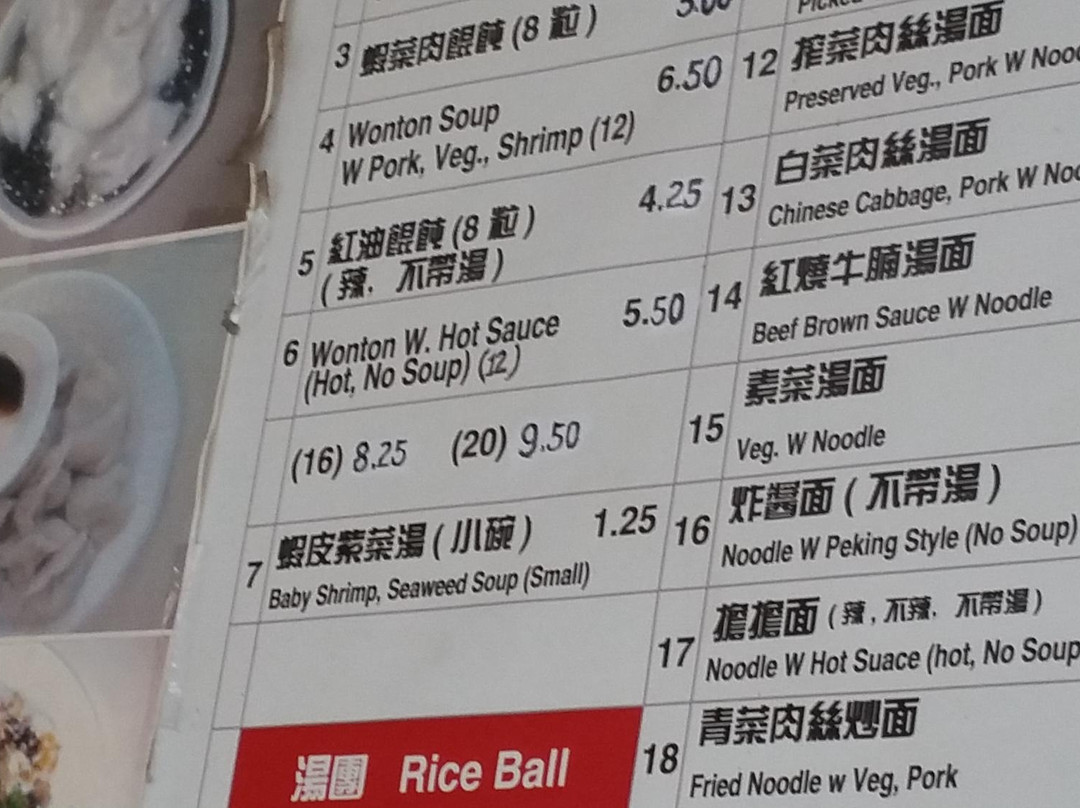 3 蝦菜肉餛飩 (8 粒)
4 Wonton Soup 6.50
W Pork, Veg., Shrimp (12)
5 紅油餛飩 (8 粒) 4.25
(辣, 不帶湯)
6 Wonton W. Hot Sauce 5.50
(Hot, No Soup) (12)
(16) 8.25 (20) 9.50
7 蝦皮紫菜湯 (小碗) 1.25
Baby Shrimp, Seaweed Soup (Small)
湯團 Rice Ball
12 搾菜肉絲湯面
Preserved Veg., Pork W
13 白菜肉絲湯面
Chinese Cabbage, Pork W
14 紅燒牛腩湯面
Beef Brown Sauce W Noodle
15 素菜湯面
Veg. W Noodle
16 炸醬面 (不帶湯)
Noodle W Peking Style (No Soup)
17 擔擔面 (辣, 不辣, 不帶湯)
Noodle W Hot Suace (hot, No Soup
18 青菜肉絲炒面
Fried Noodle w Veg, Pork